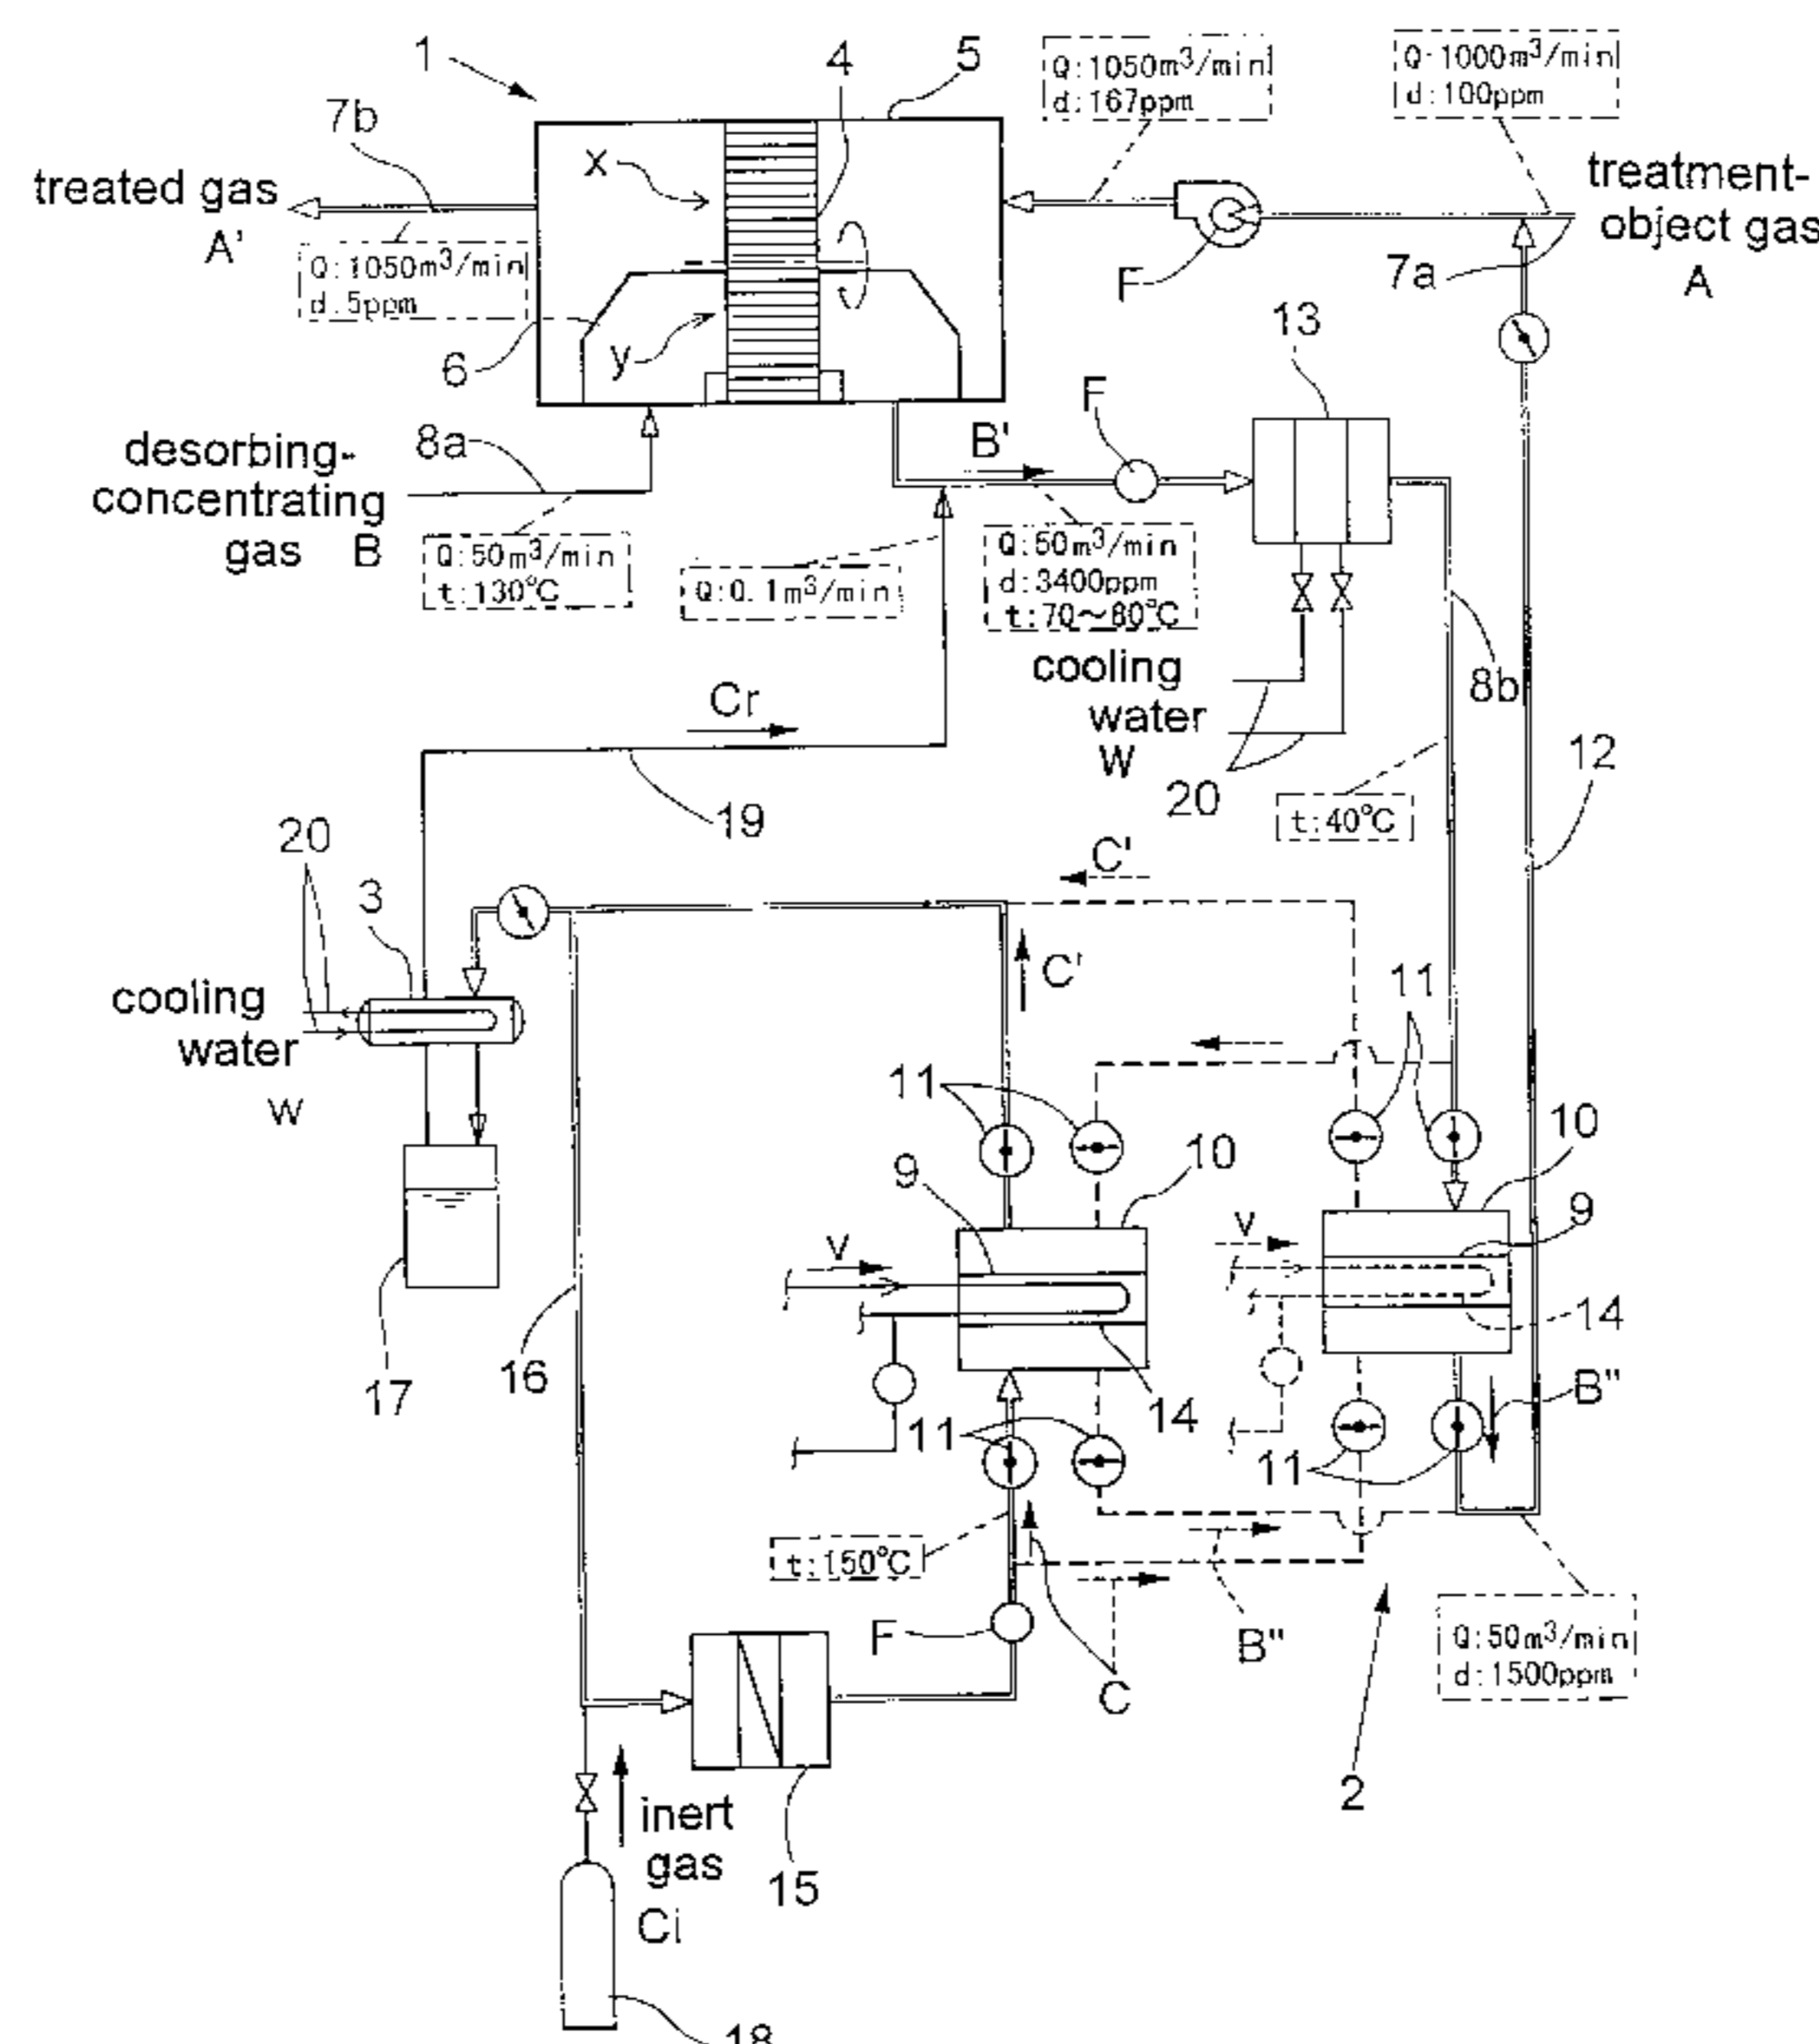 1
4
5
Q:1050m³/min
d:167ppm
Q:1000m³/min
d:100ppm
7b
x
treated gas
A'
treatment-
object gas
A
Q:1050m³/min
d:5ppm
F
7a
6
y
13
desorbing-
concentrating
gas B
8a
B'
F
Q:50m³/min
t:130°C
Q:0.1m³/min
Q:50m³/min
d:3400ppm
t:70～80°C
cooling
water
W
20
8b
Cr
19
12
t:40°C
20
3
C'
cooling
water
W
C'
11
11
10
10
9
9
V
V
14
14
17
16
11
11
B"
t:150°C
F
C
B"
Q:50m³/min
d:1500ppm
2
15
inert
gas
Ci
18